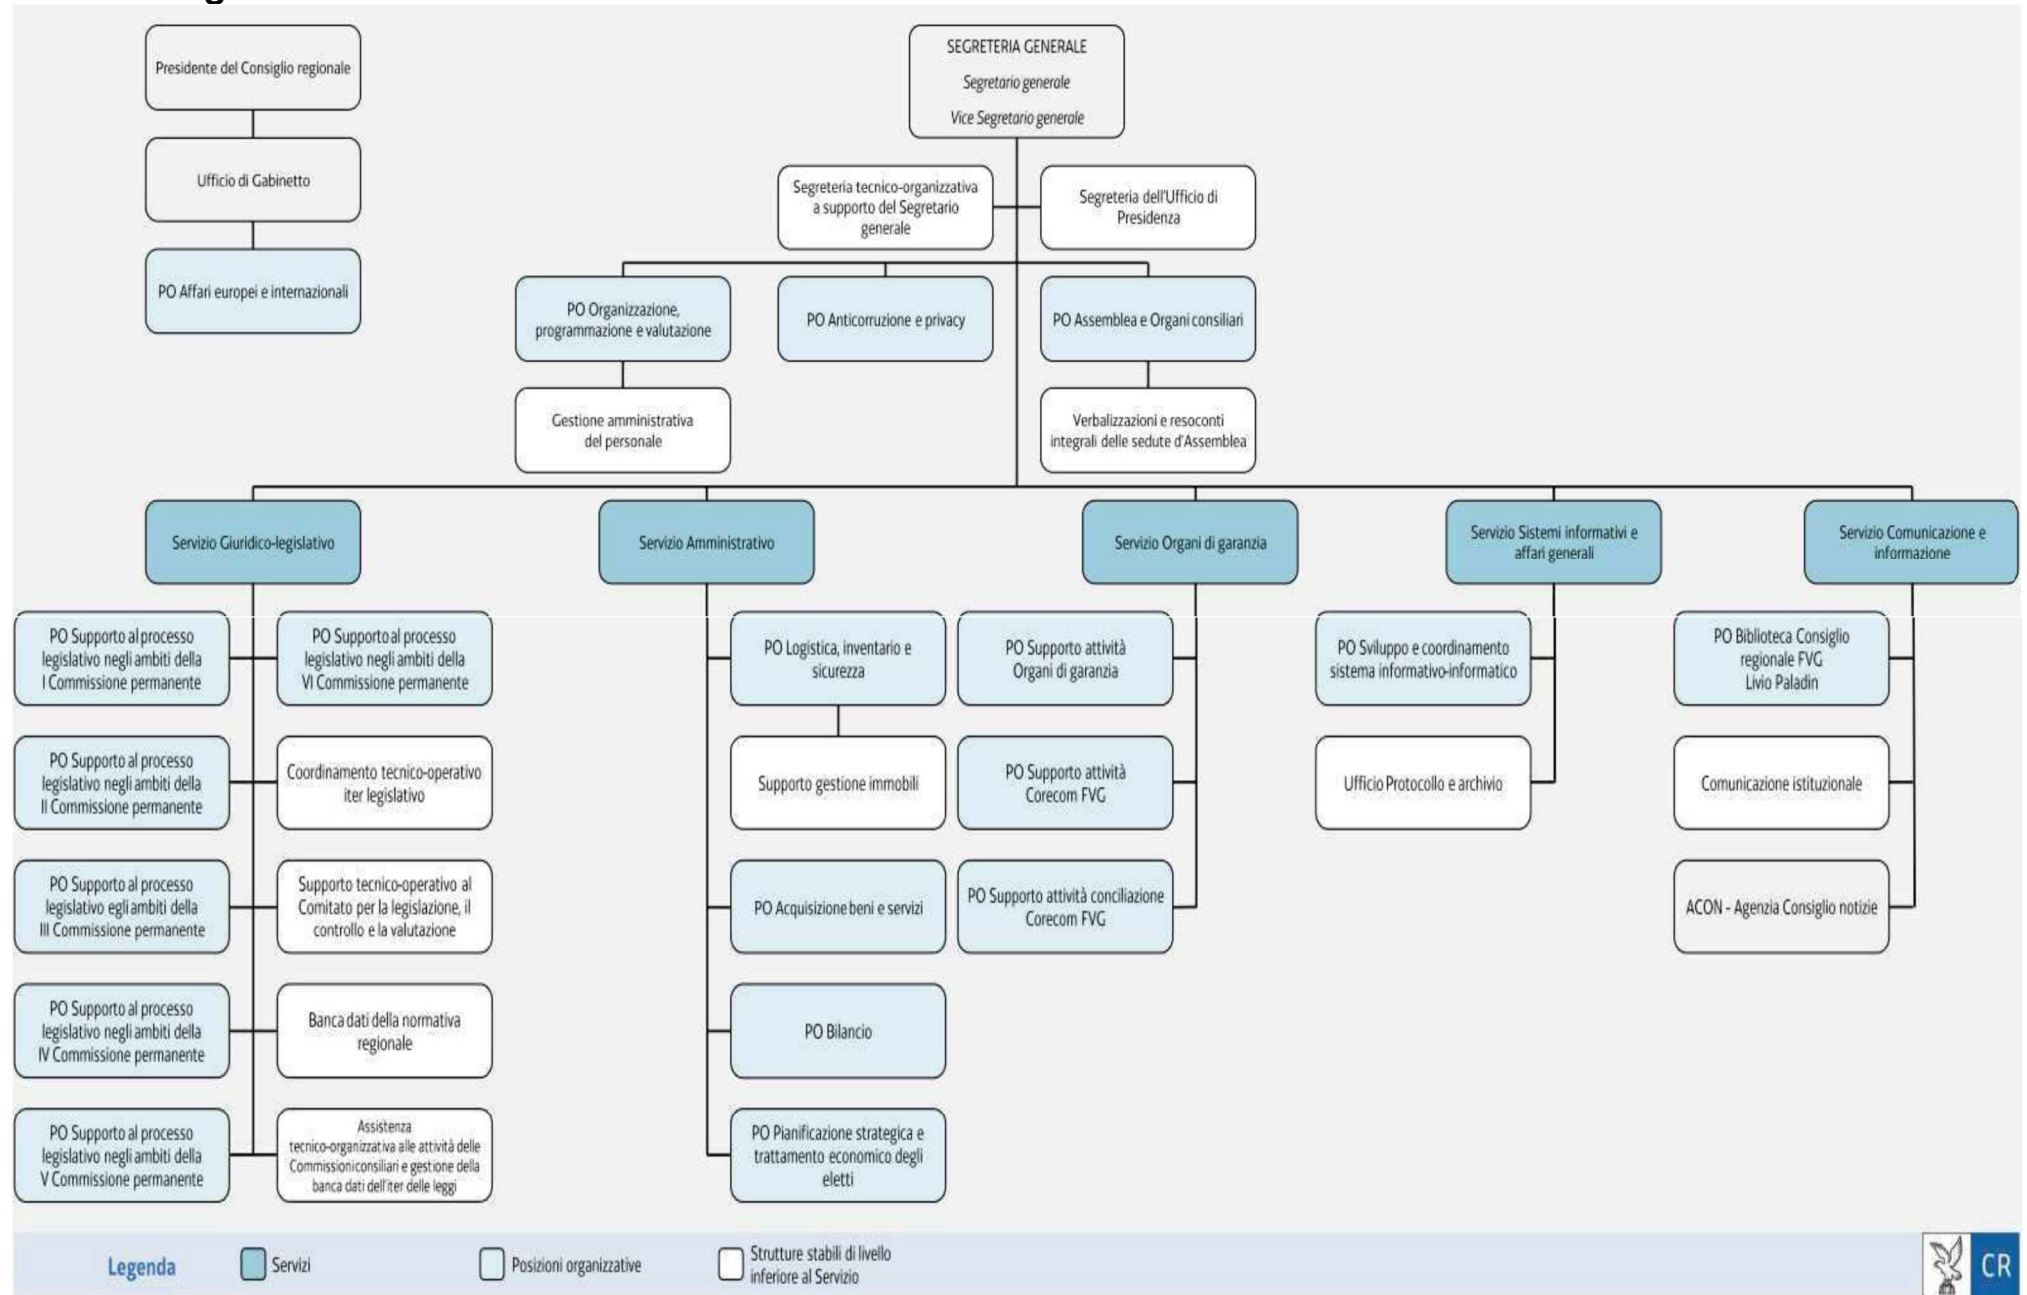 Presidente del Consiglio regionale
Ufficio di Gabinetto
PO Affari europei e internazionali
SEGRETERIA GENERALE
Segretario generale
Vice Segretario generale
Segreteria tecnico-organizzativa
a supporto del Segretario
generale
Segreteria dell'Ufficio di
Presidenza
PO Organizzazione,
programmazione e valutazione
PO Anticorruzione e privacy
PO Assemblea e Organi consiliari
Gestione amministrativa
del personale
Verbalizzazioni e resoconti
integrali delle sedute d'Assemblea
Servizio Giuridico-legislativo
Servizio Amministrativo
Servizio Organi di garanzia
Servizio Sistemi informativi e
affari generali
Servizio Comunicazione e
informazione
PO Supporto al processo
legislativo negli ambiti della
I Commissione permanente
PO Supporto al processo
legislativo negli ambiti della
VI Commissione permanente
PO Supporto al processo
legislativo negli ambiti della
II Commissione permanente
Coordinamento tecnico-operativo
iter legislativo
PO Supporto al processo
legislativo egli ambiti della
III Commissione permanente
Supporto tecnico-operativo al
Comitato per la legislazione, il
controllo e la valutazione
PO Supporto al processo
legislativo negli ambiti della
IV Commissione permanente
Banca dati della normativa
regionale
PO Supporto al processo
legislativo negli ambiti della
V Commissione permanente
Assistenza
tecnico-organizzativa alle attività delle
Commissioni consiliari e gestione della
banca dati dell'iter delle leggi
PO Logistica, inventario e
sicurezza
Supporto gestione immobili
PO Acquisizione beni e servizi
PO Bilancio
PO Pianificazione strategica e
trattamento economico degli
eletti
PO Supporto attività
Organi di garanzia
PO Supporto attività
Corecom FVG
PO Supporto attività conciliazione
Corecom FVG
PO Sviluppo e coordinamento
sistema informativo-informatico
Ufficio Protocollo e archivio
PO Biblioteca Consiglio
regionale FVG
Livio Paladin
Comunicazione istituzionale
ACON - Agenzia Consiglio notizie
Legenda
Servizi
Posizioni organizzative
Strutture stabili di livello
inferiore al Servizio
CR